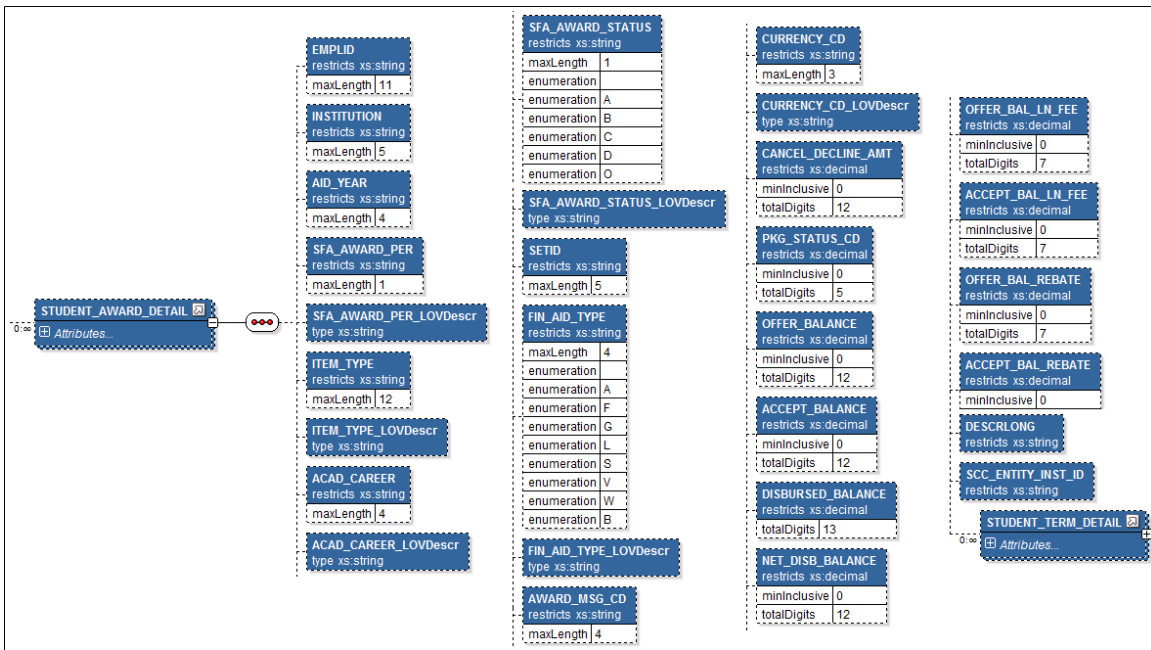 STUDENT_AWARD_DETAIL
0:∞
Attributes...
EMPLID
restricts xs:string
maxLength 11
INSTITUTION
restricts xs:string
maxLength 5
AID_YEAR
restricts xs:string
maxLength 4
SFA_AWARD_PER
restricts xs:string
maxLength 1
SFA_AWARD_PER_LOVDescr
type xs:string
ITEM_TYPE
restricts xs:string
maxLength 12
ITEM_TYPE_LOVDescr
type xs:string
ACAD_CAREER
restricts xs:string
maxLength 4
ACAD_CAREER_LOVDescr
type xs:string
SFA_AWARD_STATUS
restricts xs:string
maxLength 1
enumeration
enumeration A
enumeration B
enumeration C
enumeration D
enumeration O
SFA_AWARD_STATUS_LOVDescr
type xs:string
SETID
restricts xs:string
maxLength 5
FIN_AID_TYPE
restricts xs:string
maxLength 4
enumeration
enumeration A
enumeration F
enumeration G
enumeration L
enumeration S
enumeration V
enumeration W
enumeration B
FIN_AID_TYPE_LOVDescr
type xs:string
AWARD_MSG_CD
restricts xs:string
maxLength 4
CURRENCY_CD
restricts xs:string
maxLength 3
CURRENCY_CD_LOVDescr
type xs:string
CANCEL_DECLINE_AMT
restricts xs:decimal
minInclusive 0
totalDigits 12
PKG_STATUS_CD
restricts xs:decimal
minInclusive 0
totalDigits 5
OFFER_BALANCE
restricts xs:decimal
minInclusive 0
totalDigits 12
ACCEPT_BALANCE
restricts xs:decimal
minInclusive 0
totalDigits 12
DISBURSED_BALANCE
restricts xs:decimal
totalDigits 13
NET_DISB_BALANCE
restricts xs:decimal
minInclusive 0
totalDigits 12
OFFER_BAL_LN_FEE
restricts xs:decimal
minInclusive 0
totalDigits 7
ACCEPT_BAL_LN_FEE
restricts xs:decimal
minInclusive 0
totalDigits 7
OFFER_BAL_REBATE
restricts xs:decimal
minInclusive 0
totalDigits 7
ACCEPT_BAL_REBATE
restricts xs:decimal
minInclusive 0
DESCRLONG
restricts xs:string
SCC_ENTITY_INST_ID
restricts xs:string
STUDENT_TERM_DETAIL
0:∞
Attributes...